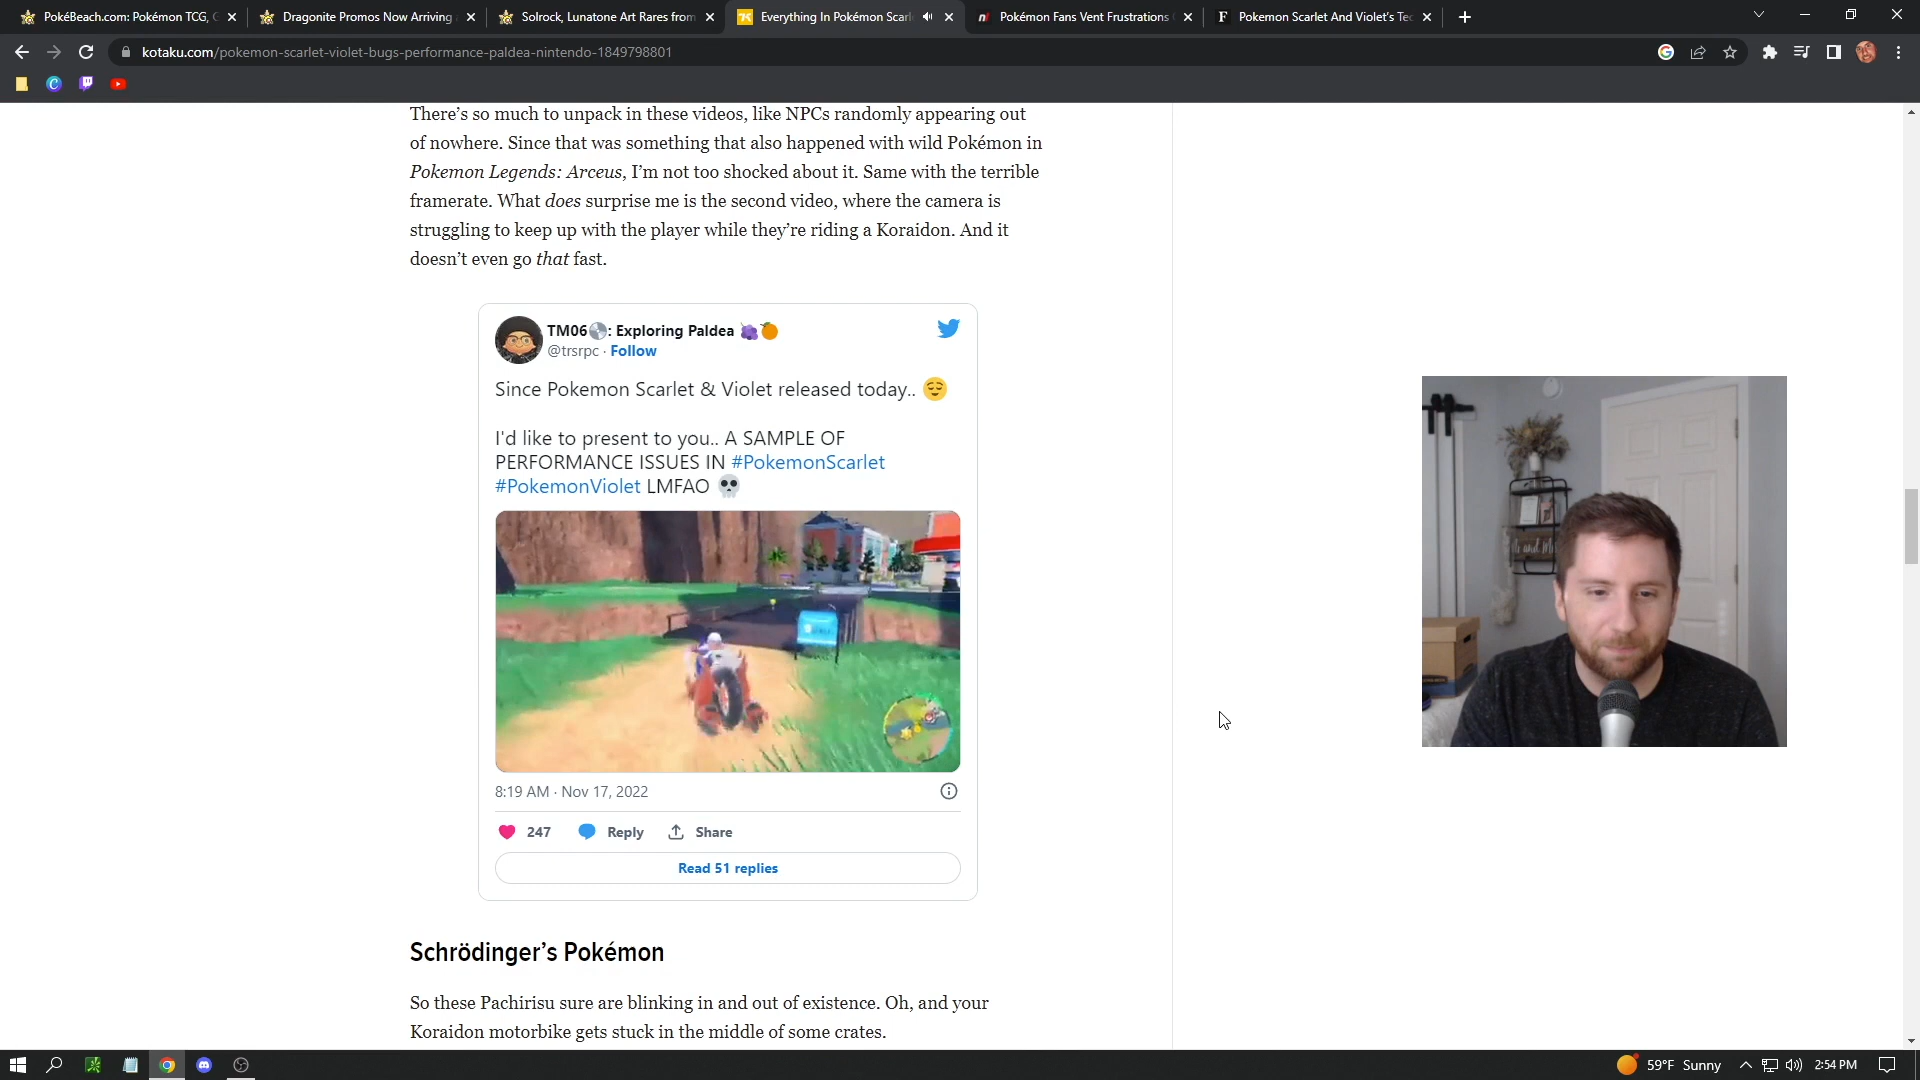 PokéBeach.com: Pokémon TCG, G
Dragonite Promos Now Arriving
Solrock, Lunatone Art Rares from
Everything In Pokémon Scarl
Pokémon Fans Vent Frustrations
Pokemon Scarlet And Violet's Tec
kotaku.com/pokemon-scarlet-violet-bugs-performance-paldea-nintendo-1849798801
There's so much to unpack in these videos, like NPCs randomly appearing out
of nowhere. Since that was something that also happened with wild Pokémon in
Pokemon Legends: Arceus, I'm not too shocked about it. Same with the terrible
framerate. What does surprise me is the second video, where the camera is
struggling to keep up with the player while they're riding a Koraidon. And it
doesn't even go that fast.
TM06💿: Exploring Paldea 🍇🍊
@trsrpc · Follow
Since Pokemon Scarlet & Violet released today.. 😌
I'd like to present to you.. A SAMPLE OF
PERFORMANCE ISSUES IN #PokemonScarlet
#PokemonViolet LMFAO 💀
8:19 AM · Nov 17, 2022
247 Reply Share
Read 51 replies
Schrödinger's Pokémon
So these Pachirisu sure are blinking in and out of existence. Oh, and your
Koraidon motorbike gets stuck in the middle of some crates.
59°F Sunny 2:54 PM